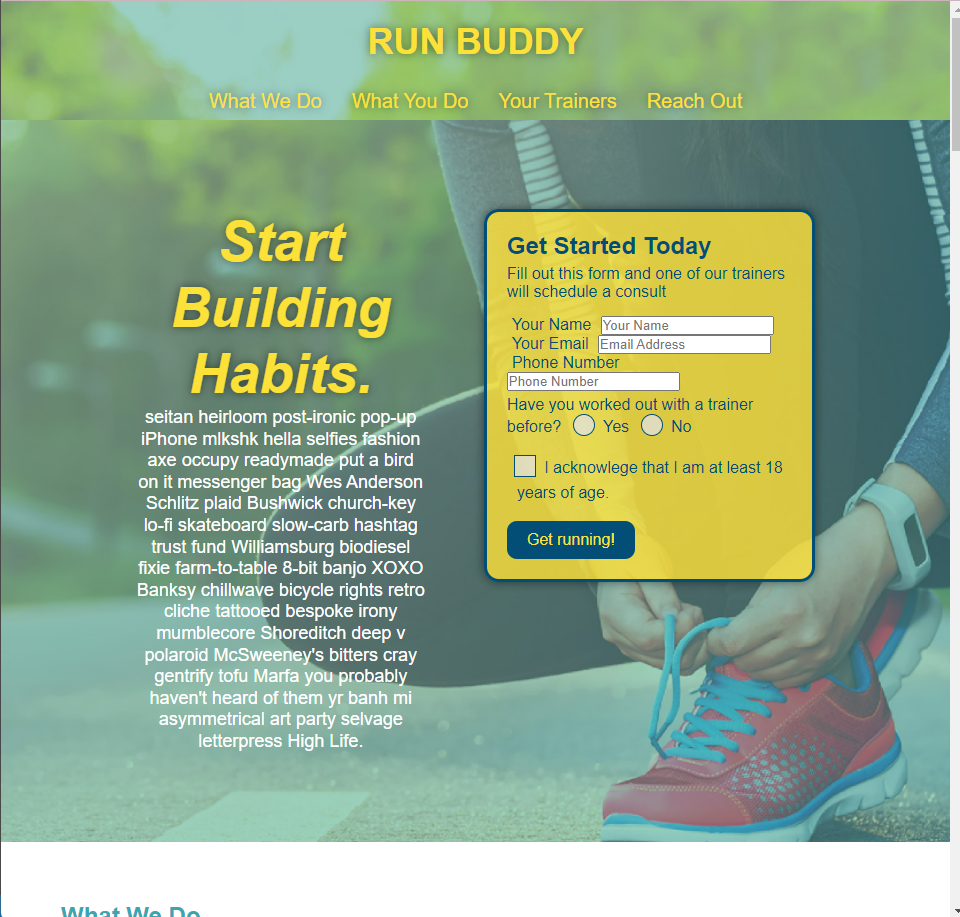 RUN BUDDY
What We Do What You Do Your Trainers Reach Out
Start
Building
Habits.
seitan heirloom post-ironic pop-up
iPhone mlkshk hella selfies fashion
axe occupy readymade put a bird
on it messenger bag Wes Anderson
Schlitz plaid Bushwick church-key
lo-fi skateboard slow-carb hashtag
trust fund Williamsburg biodiesel
fixie farm-to-table 8-bit banjo XOXO
Banksy chillwave bicycle rights retro
cliche tattooed bespoke irony
mumblecore Shoreditch deep v
polaroid McSweeney's bitters cray
gentrify tofu Marfa you probably
haven't heard of them yr banh mi
asymmetrical art party selvage
letterpress High Life.
Get Started Today
Fill out this form and one of our trainers
will schedule a consult
Your Name Your Name
Your Email Email Address
Phone Number
Phone Number
Have you worked out with a trainer
before? Yes No
I acknowlege that I am at least 18
years of age.
Get running!
What We Do